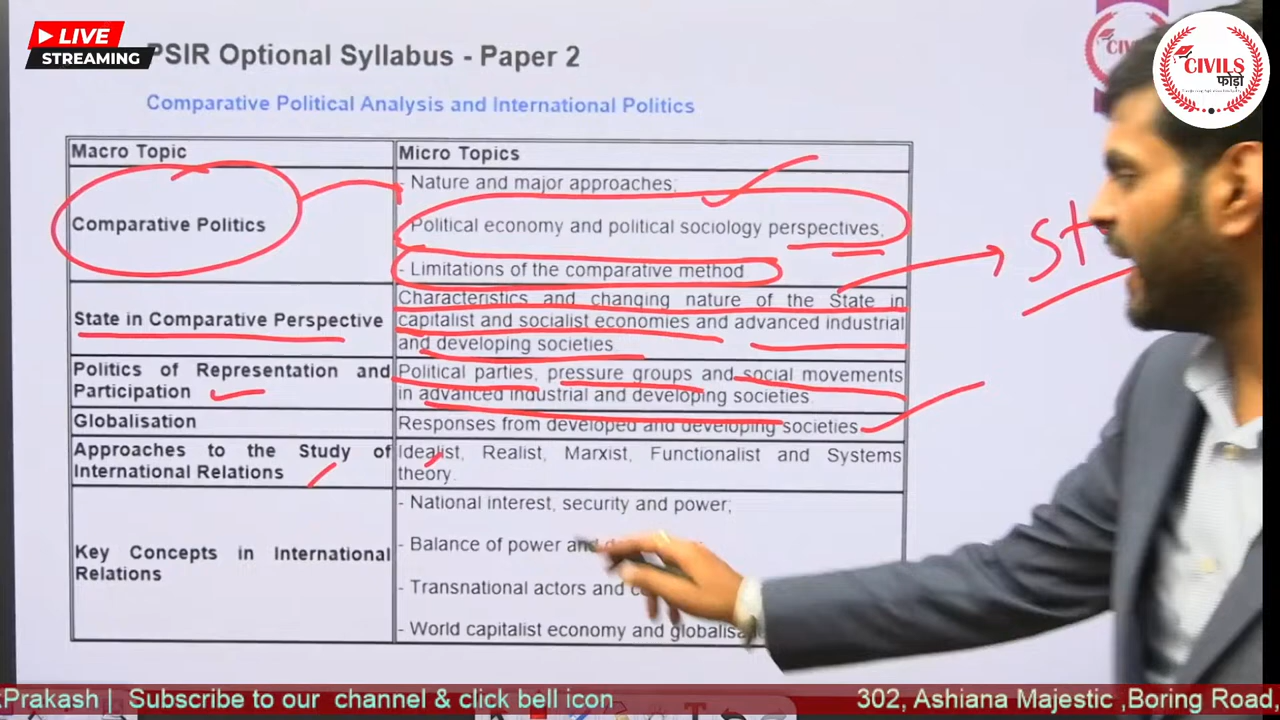 LIVE
STREAMING
PSIR Optional Syllabus - Paper 2
CIVILS
फोड़ो
Comparative Political Analysis and International Politics
Macro Topic
Micro Topics
Comparative Politics
- Nature and major approaches;
Political economy and political sociology perspectives;
- Limitations of the comparative method
State in Comparative Perspective
Characteristics and changing nature of the State in
capitalist and socialist economies and advanced industrial
and developing societies.
Politics of Representation and
Participation
Political parties, pressure groups and social movements
in advanced industrial and developing societies.
Globalisation
Responses from developed and developing societies.
Approaches to the Study of
International Relations
Idealist, Realist, Marxist, Functionalist and Systems
theory.
Key Concepts in International
Relations
- National interest, security and power;
- Balance of power and
- Transnational actors and
- World capitalist economy and
Prakash | Subscribe to our channel & click bell icon
302, Ashiana Majestic ,Boring Road,